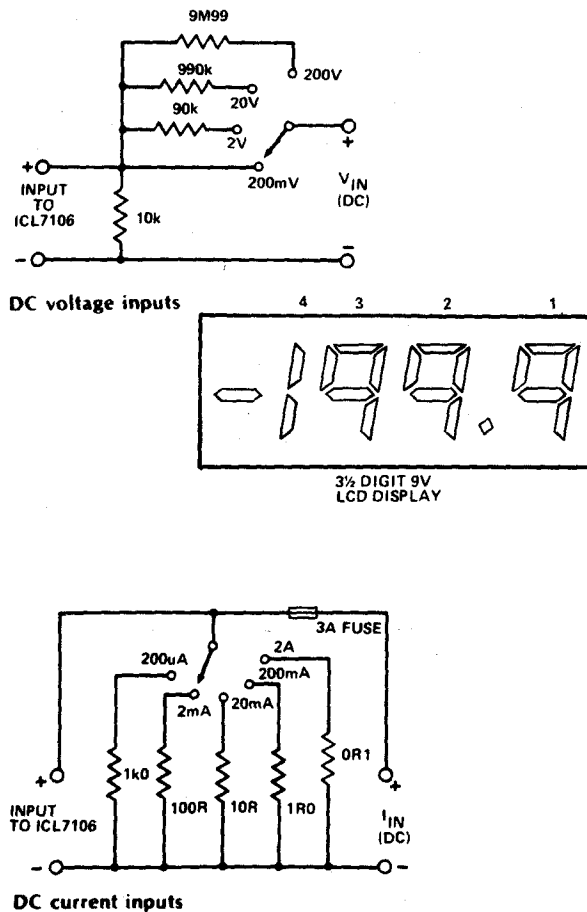 9M99
200V
990k
20V
90k
2V
+
+
200mV
INPUT
TO
ICL7106
VIN
(DC)
10k
-
-
DC voltage inputs
4 3 2 1
-199.9
3½ DIGIT 9V
LCD DISPLAY
3A FUSE
200uA
2A
200mA
2mA
20mA
+
+
1k0
100R
10R
1R0
0R1
INPUT
TO ICL7106
IIN
(DC)
-
-
DC current inputs